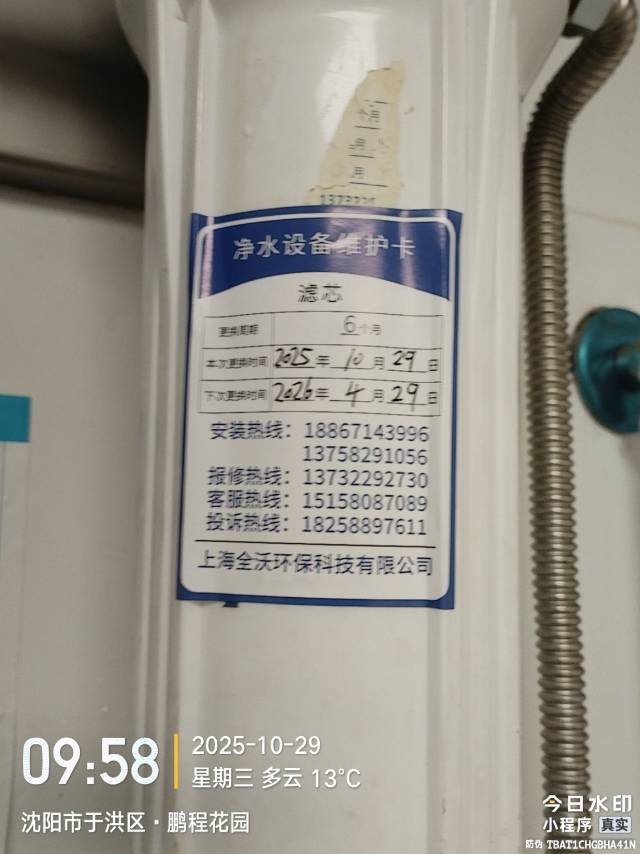 个月
月
月
净水设备维护卡
滤芯
更换周期 6个月
本次更换时间 2025年 10月 29日
下次更换时间 2026年 4月 29日
安装热线：18867143996
13758291056
报修热线：13732292730
客服热线：15158087089
投诉热线：18258897611
上海全沃环保科技有限公司
09:58
2025-10-29
星期三 多云 13°C
沈阳市于洪区·鹏程花园
今日水印
小程序 真实
防伪 TBAT1CHGBHA41N